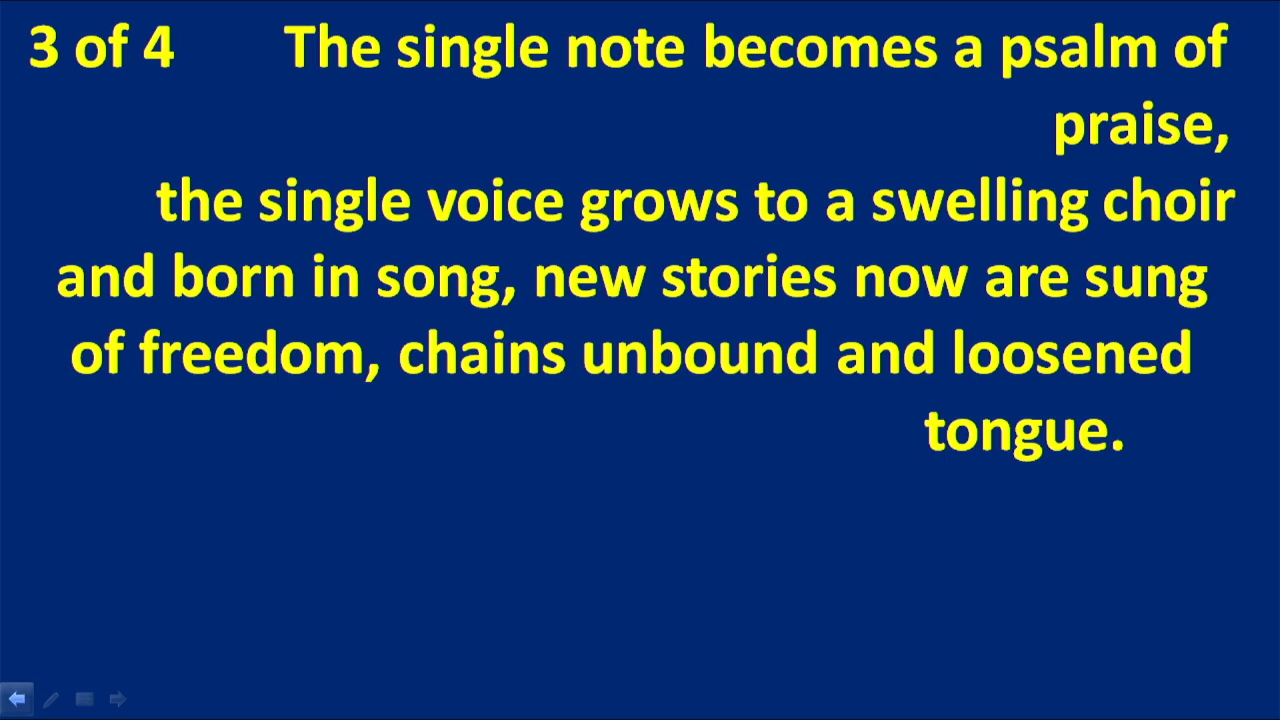 3 of 4 The single note becomes a psalm of
praise,
the single voice grows to a swelling choir
and born in song, new stories now are sung
of freedom, chains unbound and loosened
tongue.